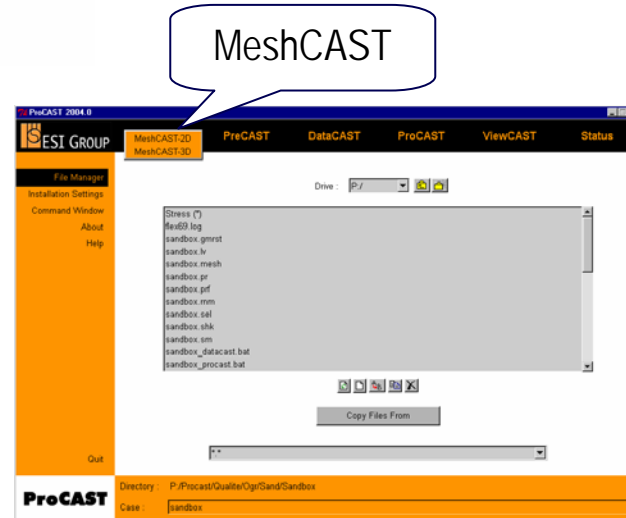 MeshCAST
ProCAST 2004.0
ESI GROUP
MeshCAST-2D
MeshCAST-3D
PreCAST
DataCAST
ProCAST
ViewCAST
Status
File Manager
Installation Settings
Command Window
About
Help
Quit
Drive : P:/
Stress (*)
flex69.log
sandbox.gmrst
sandbox.lv
sandbox.mesh
sandbox.pr
sandbox.prf
sandbox.mm
sandbox.sel
sandbox.shk
sandbox.sm
sandbox_datacast.bat
sandbox_procast.bat
Copy Files From
*.*
ProCAST
Directory : P:/Procast/Qualite/Ogr/Sand/Sandbox
Case : sandbox